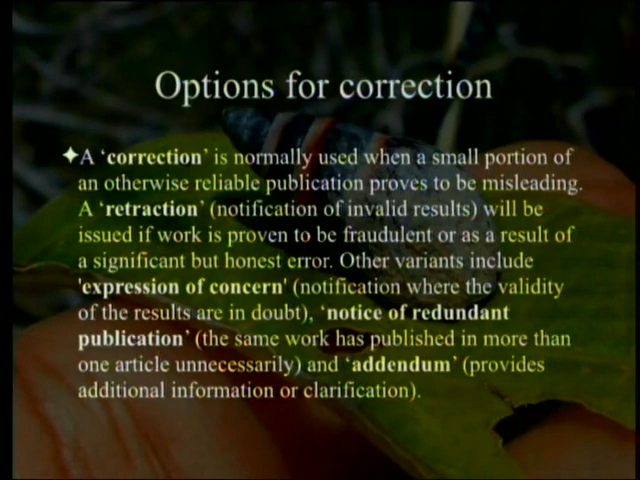 Options for correction
✦A ‘correction’ is normally used when a small portion of
an otherwise reliable publication proves to be misleading.
A ‘retraction’ (notification of invalid results) will be
issued if work is proven to be fraudulent or as a result of
a significant but honest error. Other variants include
'expression of concern' (notification where the validity
of the results are in doubt), ‘notice of redundant
publication’ (the same work has published in more than
one article unnecessarily) and ‘addendum’ (provides
additional information or clarification).